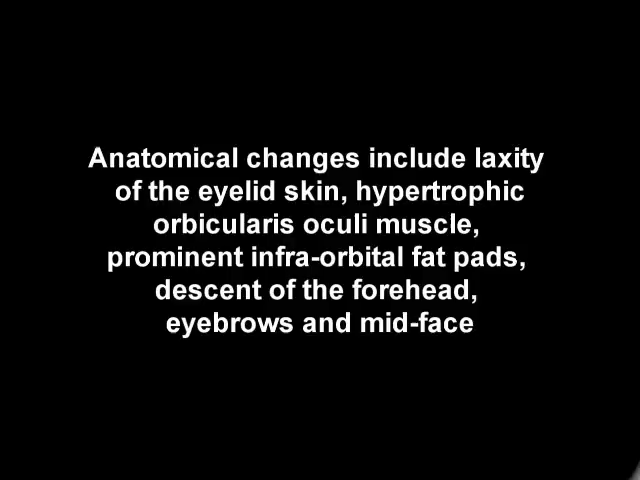 Anatomical changes include laxity
of the eyelid skin, hypertrophic
orbicularis oculi muscle,
prominent infra-orbital fat pads,
descent of the forehead,
eyebrows and mid-face